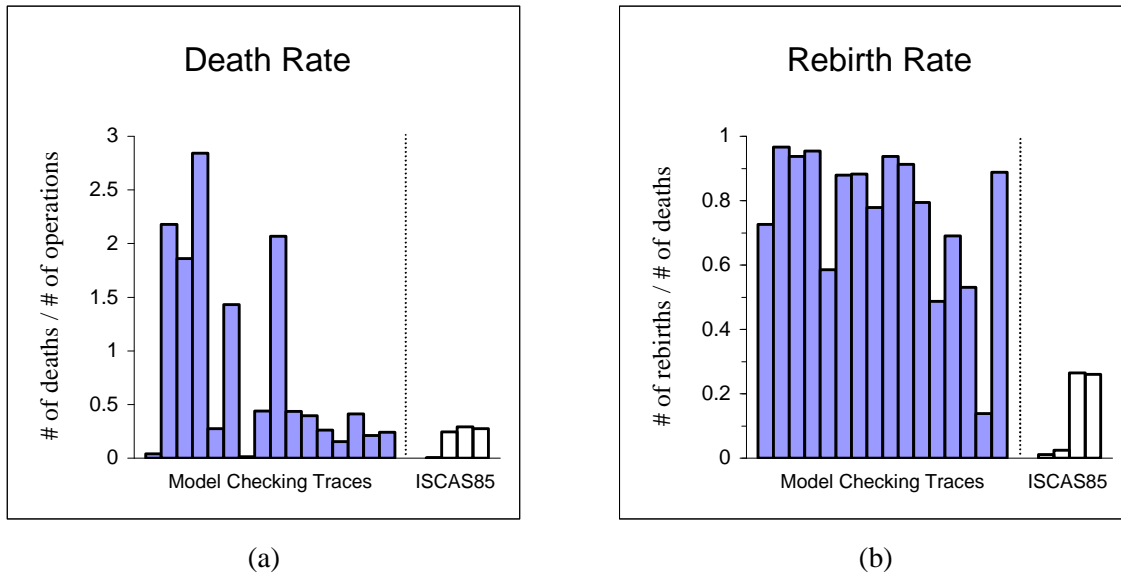 Death Rate
# of deaths / # of operations
3
2.5
2
1.5
1
0.5
0
Model Checking Traces
ISCAS85
(a)
Rebirth Rate
# of rebirths / # of deaths
1
0.8
0.6
0.4
0.2
0
Model Checking Traces
ISCAS85
(b)